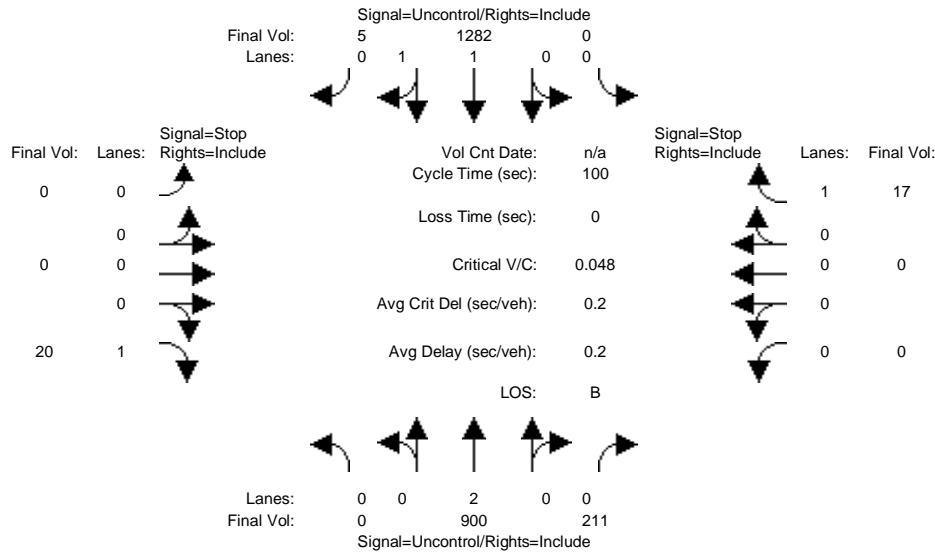 Signal=Uncontrol/Rights=Include
Final Vol: 5 1282 0
Lanes: 0 1 1 0 0
Signal=Stop Signal=Stop
Final Vol: Lanes: Rights=Include Vol Cnt Date: n/a Rights=Include Lanes: Final Vol:
Cycle Time (sec): 100
0 0 1 17
Loss Time (sec): 0
0 0
0 0 Critical V/C: 0.048 0 0
0 Avg Crit Del (sec/veh): 0.2 0
20 1 Avg Delay (sec/veh): 0.2 0 0
LOS: B
Lanes: 0 0 2 0 0
Final Vol: 0 900 211
Signal=Uncontrol/Rights=Include